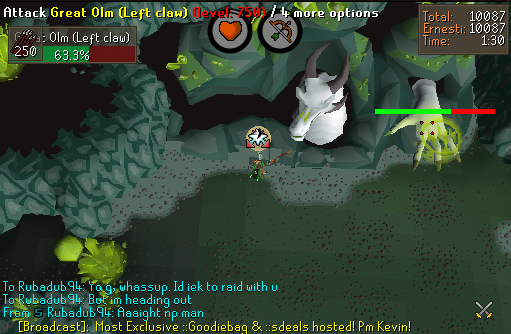 Attack Great Olm (Left claw) (level, 750) / 4 more options
Great Olm (Left claw)
250
63.3%
Total: 10087
Ernestr: 10087
Time: 1:30
To Rubadub94: Yo g, whassup. Id iek to raid with u
To Rubadub94: But im heading out
From S Rubadub94: Aaaight np man
[Broadcast]: Most Exclusive ::Goodiebag & ::sdeals hosted! Pm Kevin!